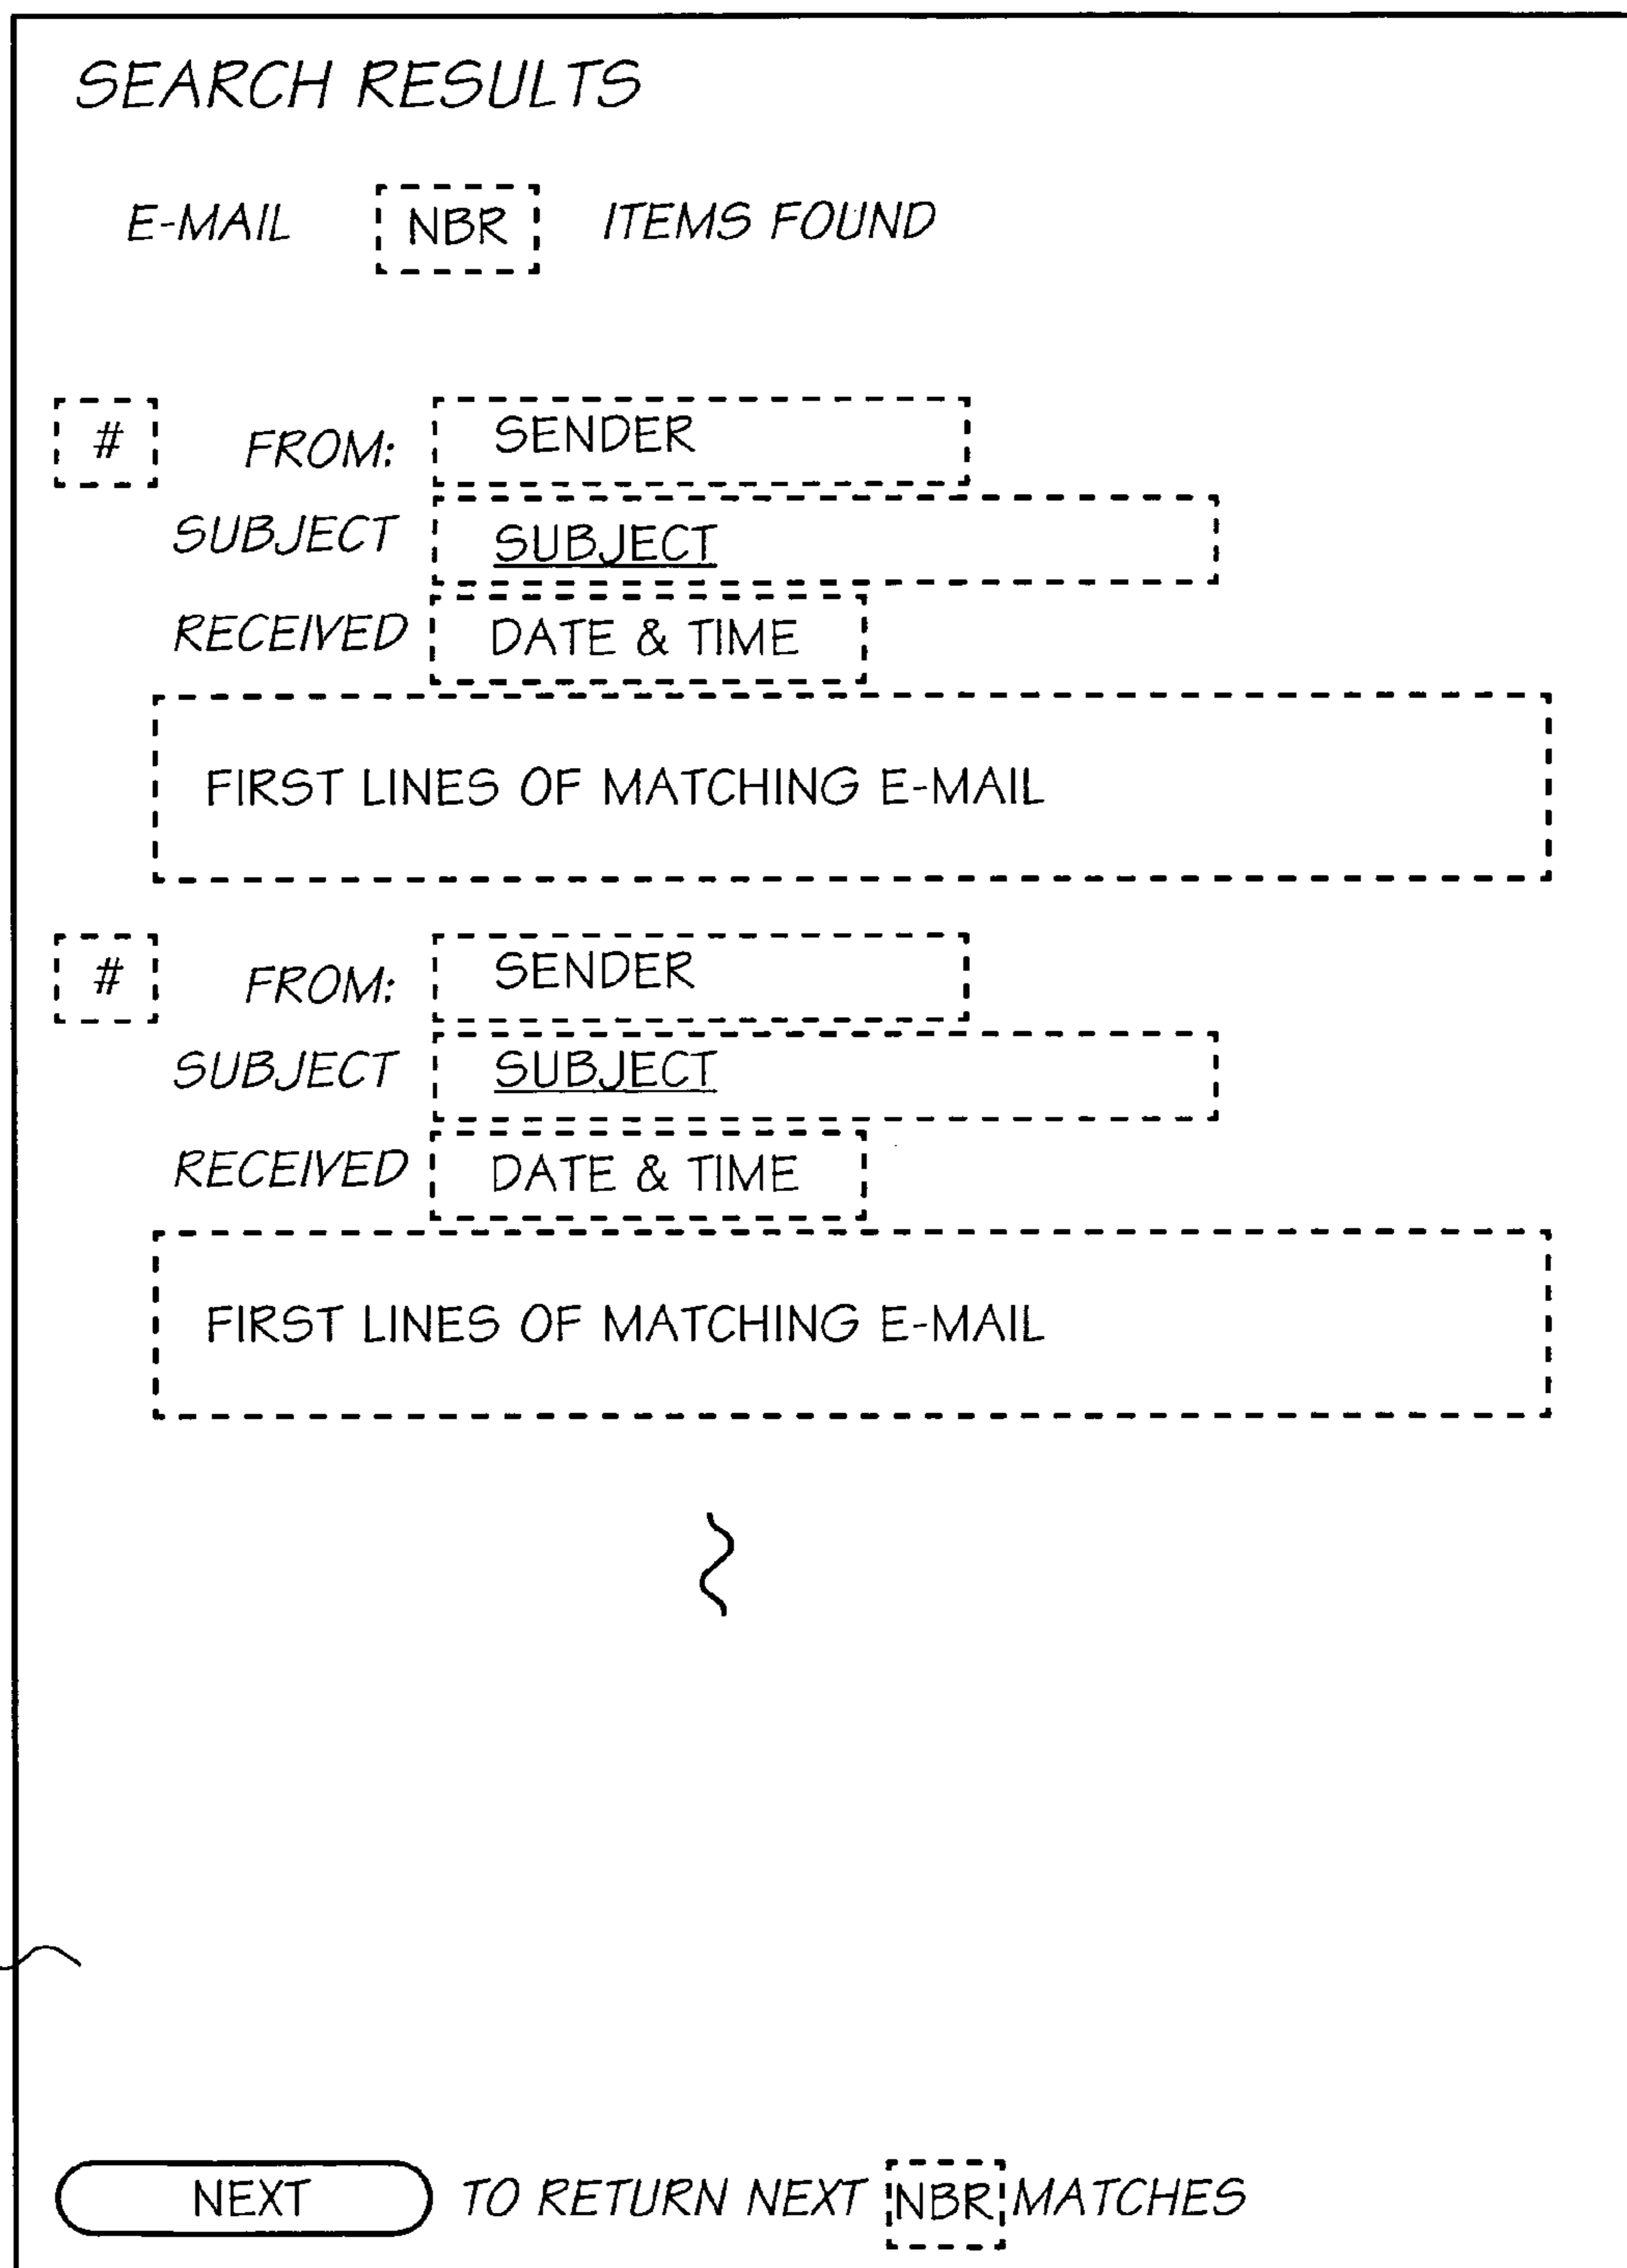 SEARCH RESULTS
E-MAIL NBR ITEMS FOUND
# FROM: SENDER
SUBJECT SUBJECT
RECEIVED DATE & TIME
FIRST LINES OF MATCHING E-MAIL
# FROM: SENDER
SUBJECT SUBJECT
RECEIVED DATE & TIME
FIRST LINES OF MATCHING E-MAIL
NEXT TO RETURN NEXT NBR MATCHES